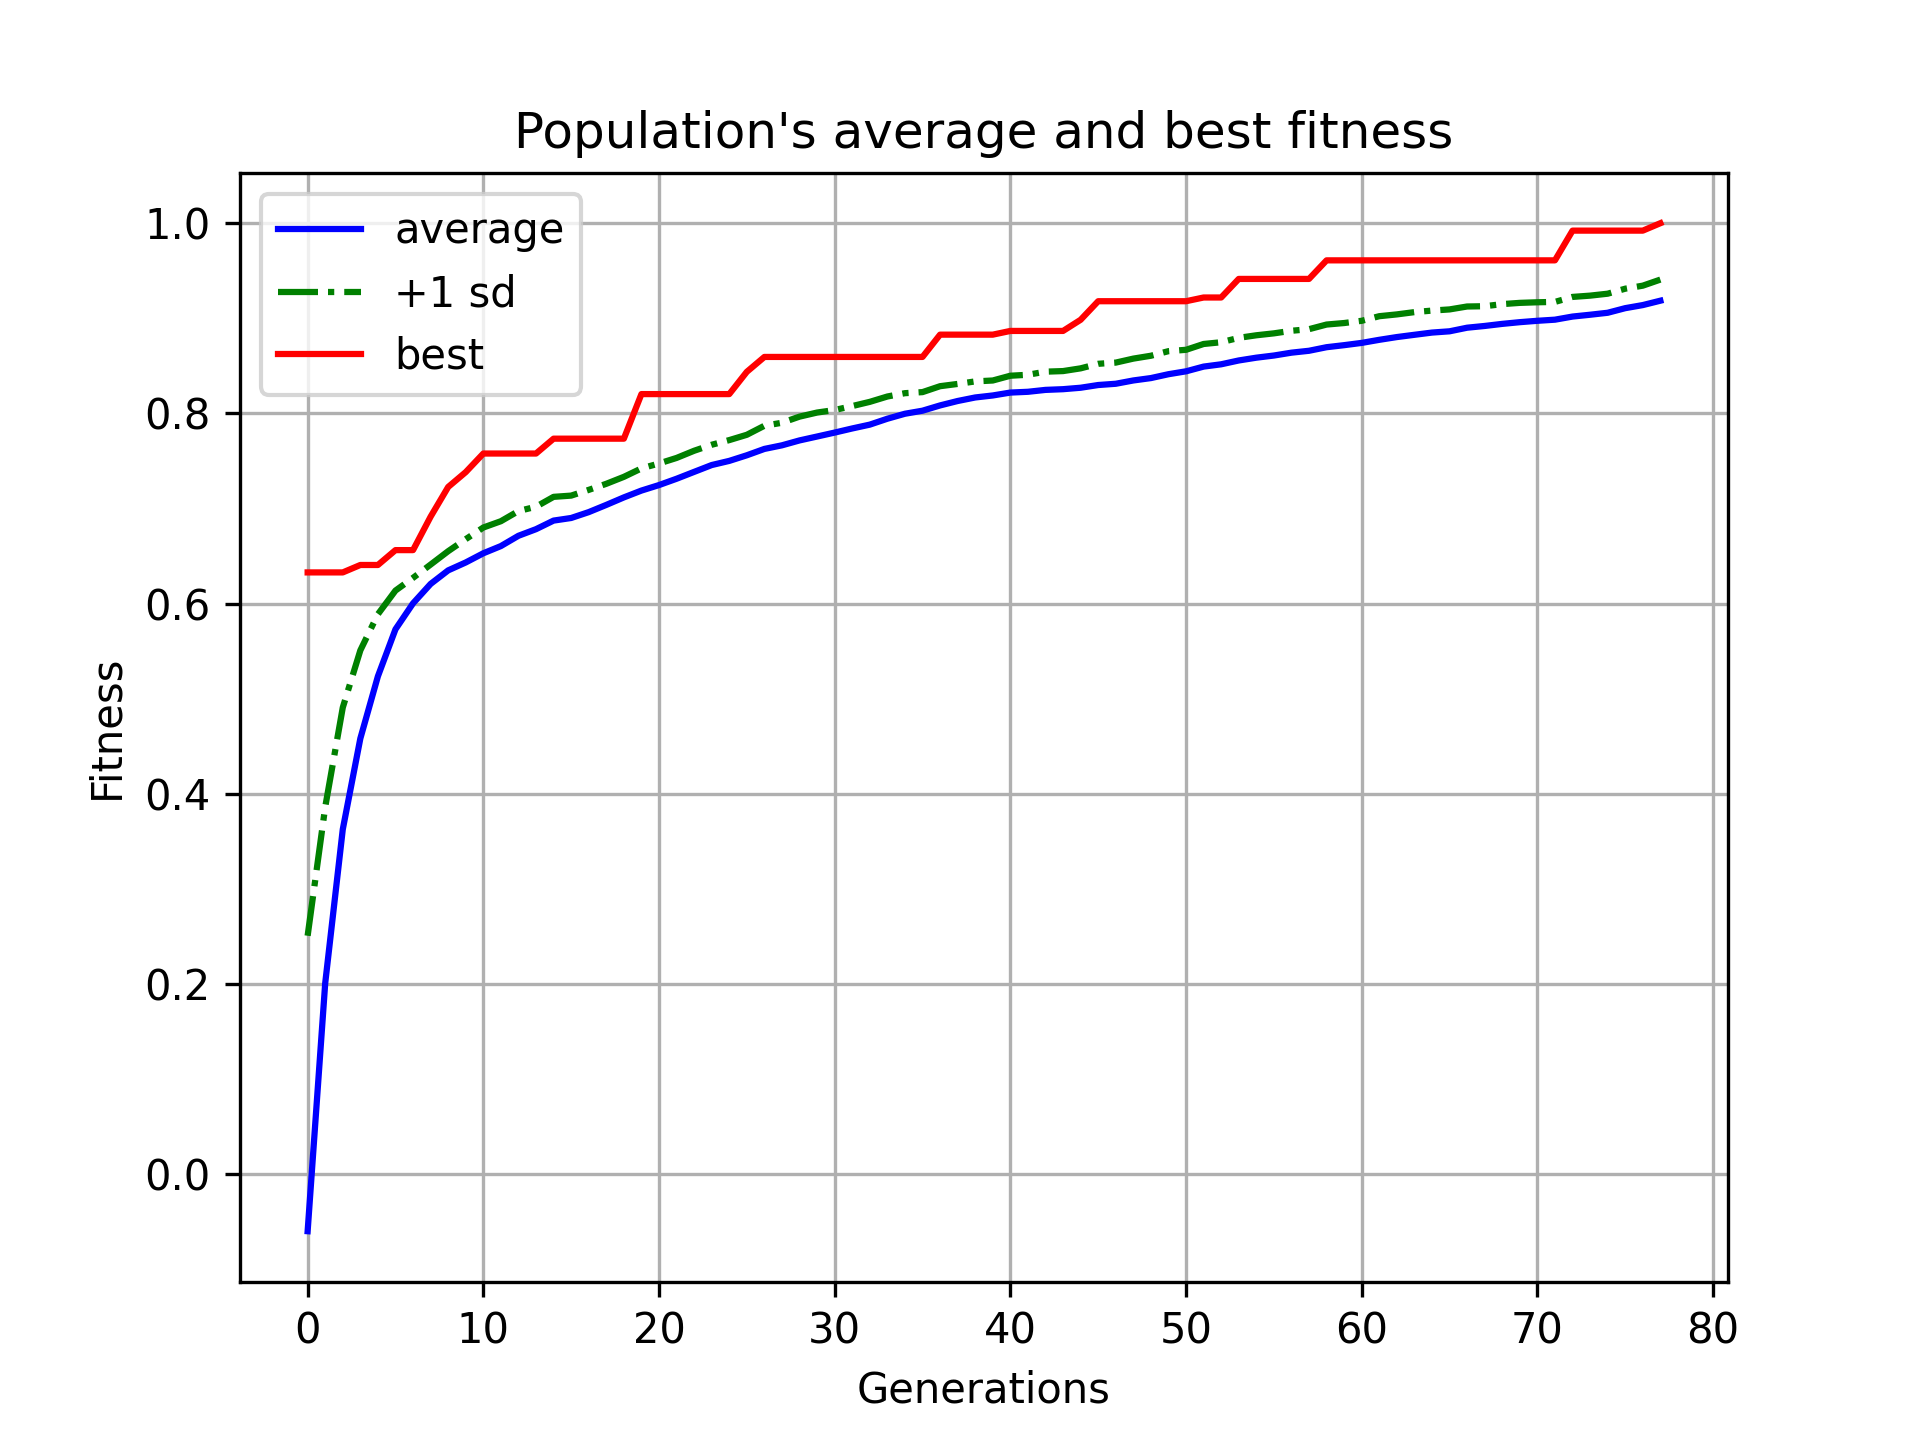 Population's average and best fitness
average
+1 sd
best
1.0
0.8
0.6
0.4
0.2
0.0
Fitness
0 10 20 30 40 50 60 70 80
Generations